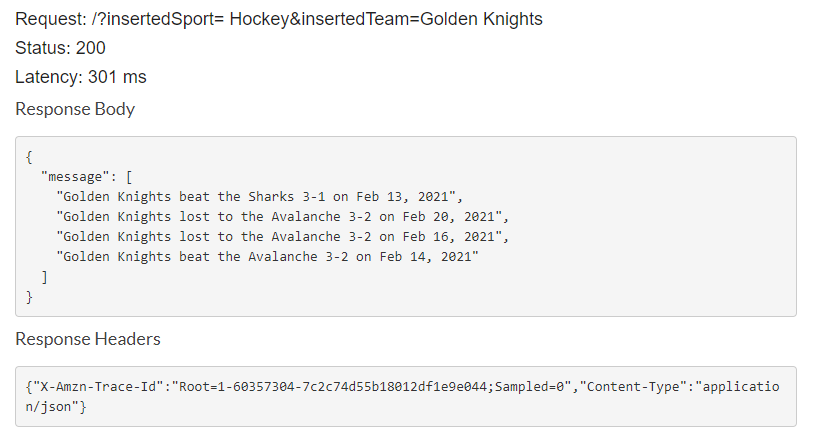 Request: /?insertedSport= Hockey&insertedTeam=Golden Knights
Status: 200
Latency: 301 ms
Response Body
{
  "message": [
    "Golden Knights beat the Sharks 3-1 on Feb 13, 2021",
    "Golden Knights lost to the Avalanche 3-2 on Feb 20, 2021",
    "Golden Knights lost to the Avalanche 3-2 on Feb 16, 2021",
    "Golden Knights beat the Avalanche 3-2 on Feb 14, 2021"
  ]
}
Response Headers
{"X-Amzn-Trace-Id":"Root=1-60357304-7c2c74d55b18012df1e9e044;Sampled=0","Content-Type":"applicatio
n/json"}